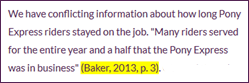 We have conflicting information about how long Pony
Express riders stayed on the job. "Many riders served
for the entire year and a half that the Pony Express
was in business" (Baker, 2013, p. 3).